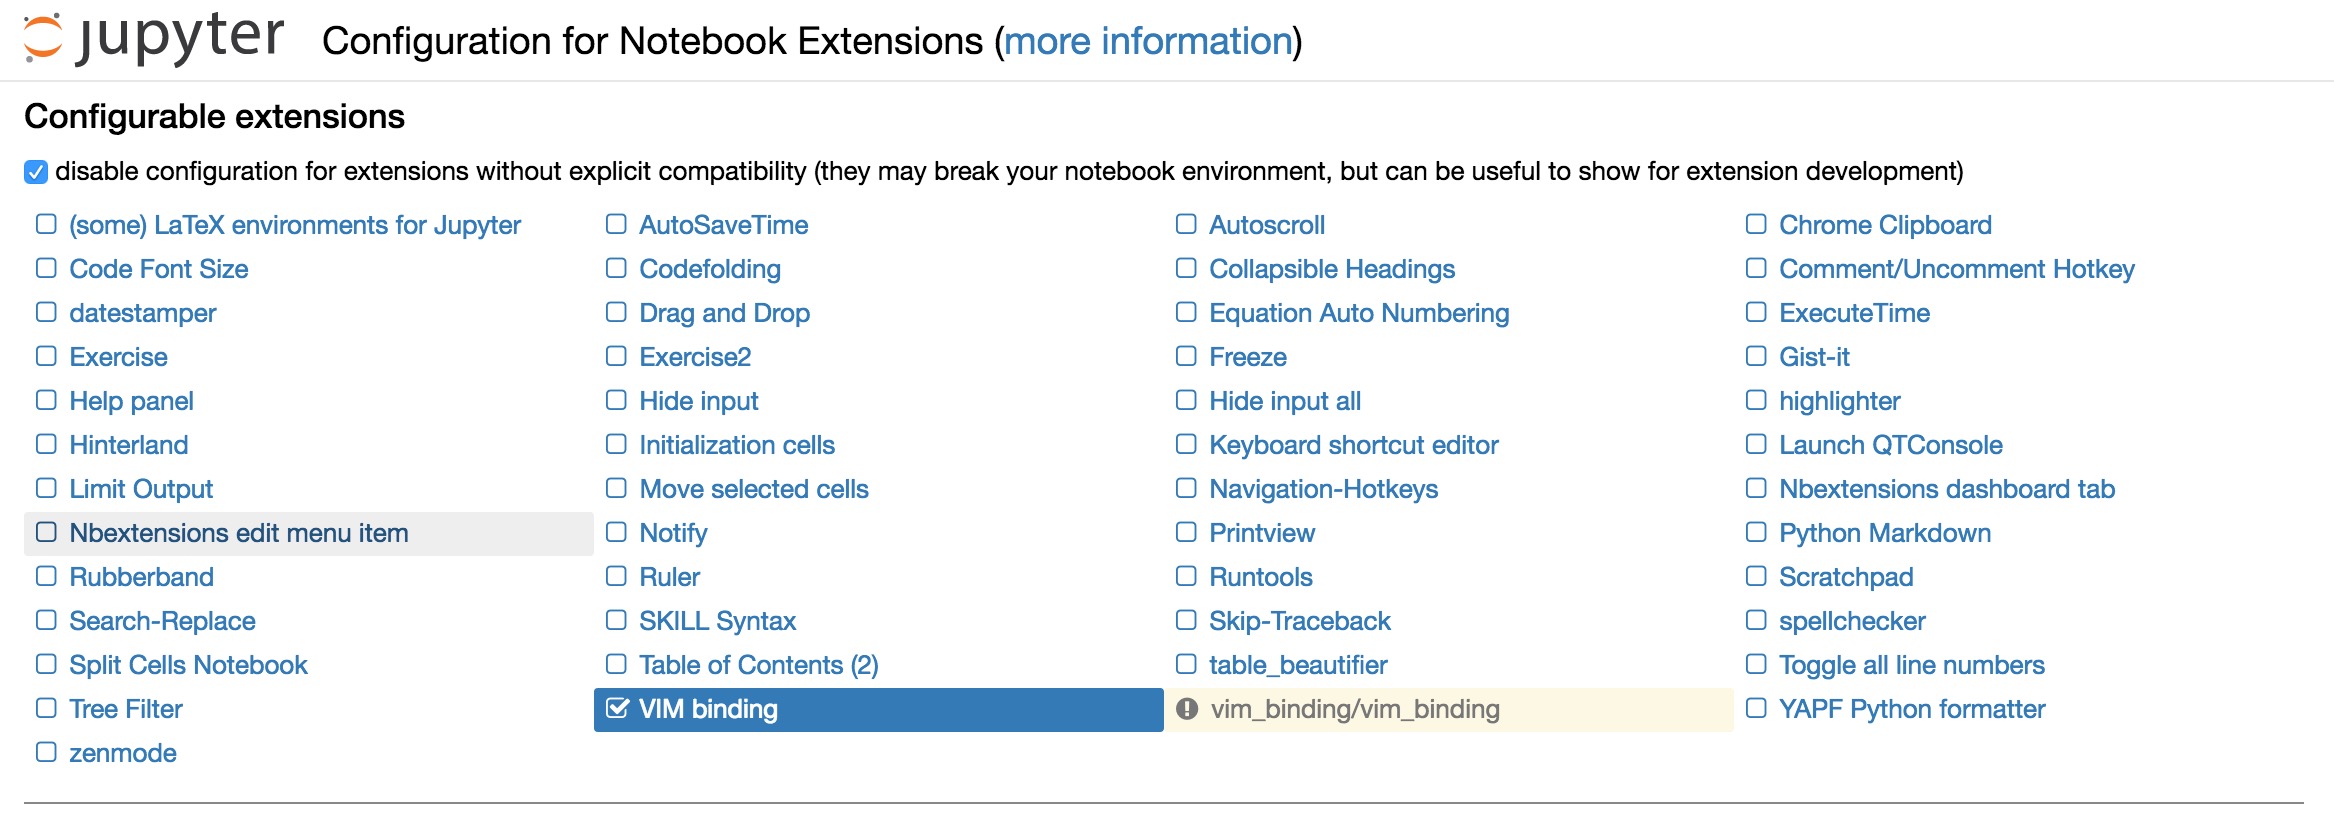 jupyter Configuration for Notebook Extensions (more information)
Configurable extensions
disable configuration for extensions without explicit compatibility (they may break your notebook environment, but can be useful to show for extension development)
(some) LaTeX environments for Jupyter AutoSaveTime Autoscroll Chrome Clipboard
Code Font Size Codefolding Collapsible Headings Comment/Uncomment Hotkey
datestamper Drag and Drop Equation Auto Numbering ExecuteTime
Exercise Exercise2 Freeze Gist-it
Help panel Hide input Hide input all highlighter
Hinterland Initialization cells Keyboard shortcut editor Launch QTConsole
Limit Output Move selected cells Navigation-Hotkeys Nbextensions dashboard tab
Nbextensions edit menu item Notify Printview Python Markdown
Rubberband Ruler Runtools Scratchpad
Search-Replace SKILL Syntax Skip-Traceback spellchecker
Split Cells Notebook Table of Contents (2) table_beautifier Toggle all line numbers
Tree Filter VIM binding vim_binding/vim_binding YAPF Python formatter
zenmode